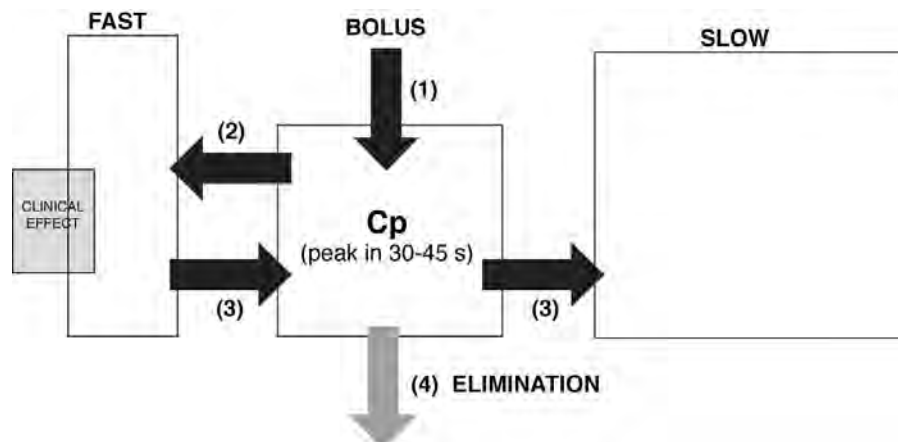 FAST
BOLUS
SLOW
(1)
(2)
CLINICAL
EFFECT
Cp
(peak in 30-45 s)
(3)
(3)
(4) ELIMINATION